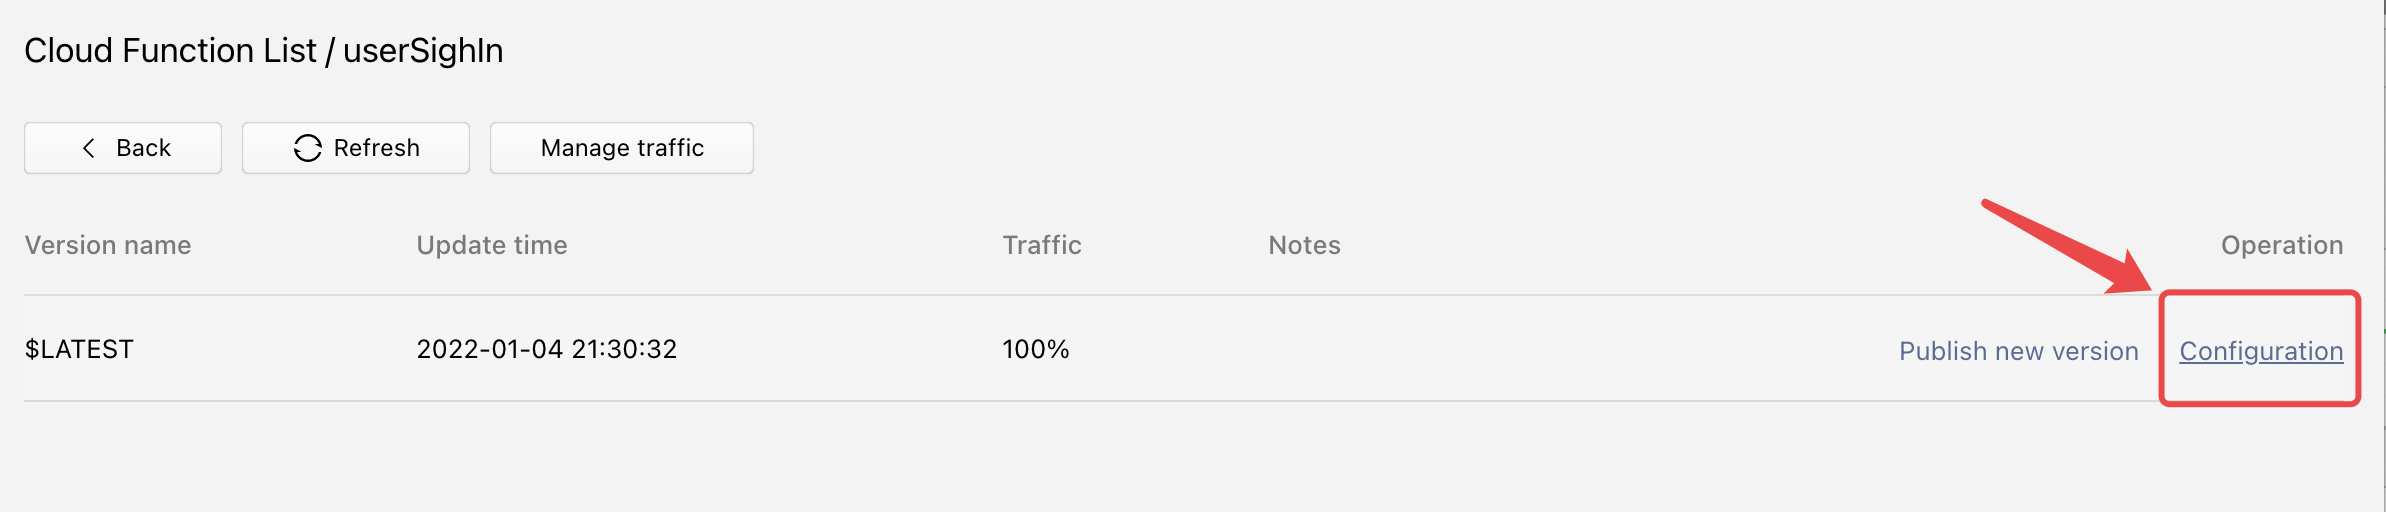 Cloud Function List / userSighIn
Back Refresh Manage traffic
Version name Update time Traffic Notes Operation
$LATEST 2022-01-04 21:30:32 100% Publish new version Configuration